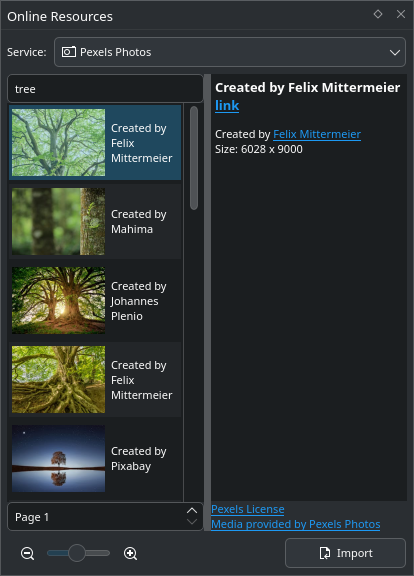 Online Resources
Service:
Pexels Photos
tree
Created by
Felix
Mittermeier
Created by
Mahima
Created by
Johannes
Plenio
Created by
Felix
Mittermeier
Created by
Pixabay
Page 1
Created by Felix Mittermeier
link
Created by Felix Mittermeier
Size: 6028 x 9000
Pexels License
Media provided by Pexels Photos
Import